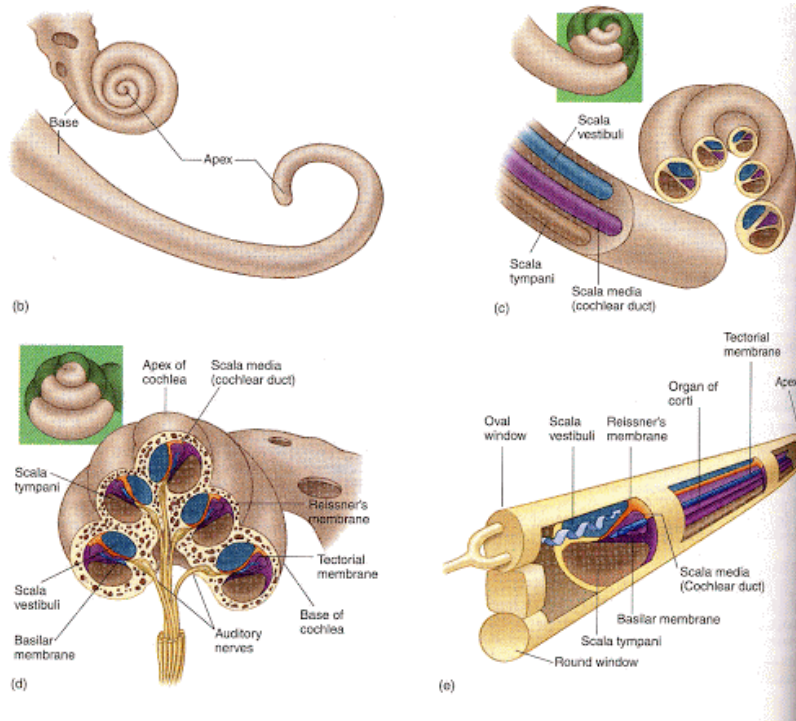 Base
Apex
(b)
Scala
vestibuli
Scala
tympani
Scala media
(cochlear duct)
(c)
Apex of
cochlea
Scala media
(cochlear duct)
Scala
tympani
Reissner's
membrane
Tectorial
membrane
Scala
vestibuli
Base of
cochlea
Basilar
membrane
Auditory
nerves
(d)
Tectorial
membrane
Organ of
corti
Apex
Oval
window
Scala
vestibuli
Reissner's
membrane
Scala media
(Cochlear duct)
Basilar membrane
Scala tympani
Round window
(e)